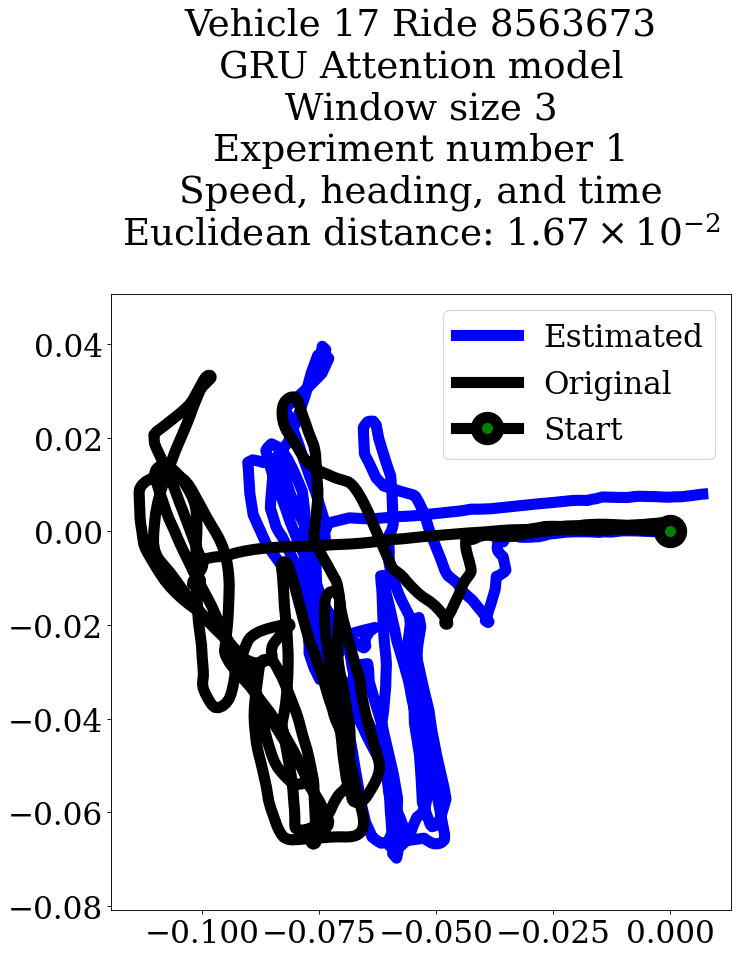 Vehicle 17 Ride 8563673
GRU Attention model
Window size 3
Experiment number 1
Speed, heading, and time
Euclidean distance: 1.67 × 10⁻²
Estimated
Original
Start
0.04
0.02
0.00
−0.02
−0.04
−0.06
−0.08
−0.100 −0.075 −0.050 −0.025 0.000